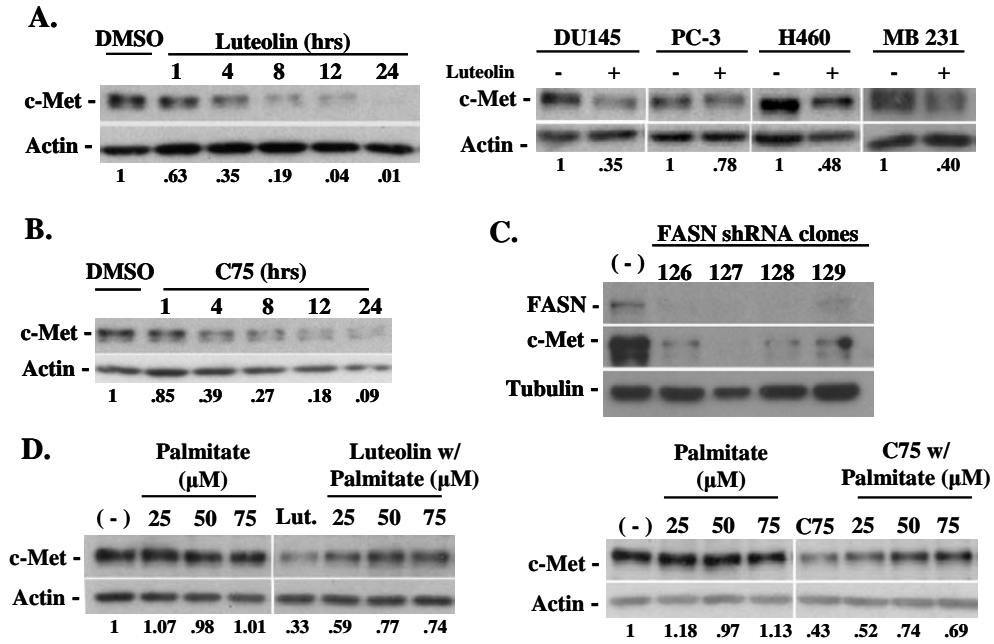 A.
DMSO Luteolin (hrs)
1 4 8 12 24
c-Met -
Actin -
1 .63 .35 .19 .04 .01
DU145 PC-3 H460 MB 231
Luteolin - + - + - + - +
c-Met -
Actin -
1 .35 1 .78 1 .48 1 .40
B.
DMSO C75 (hrs)
1 4 8 12 24
c-Met -
Actin -
1 .85 .39 .27 .18 .09
C.
FASN shRNA clones
(-) 126 127 128 129
FASN -
c-Met -
Tubulin -
D.
Palmitate Luteolin w/
(µM) Palmitate (µM)
(-) 25 50 75 Lut. 25 50 75
c-Met -
Actin -
1 1.07 .98 1.01 .33 .59 .77 .74
Palmitate C75 w/
(µM) Palmitate (µM)
(-) 25 50 75 C75 25 50 75
c-Met -
Actin -
1 1.18 .97 1.13 .43 .52 .74 .69